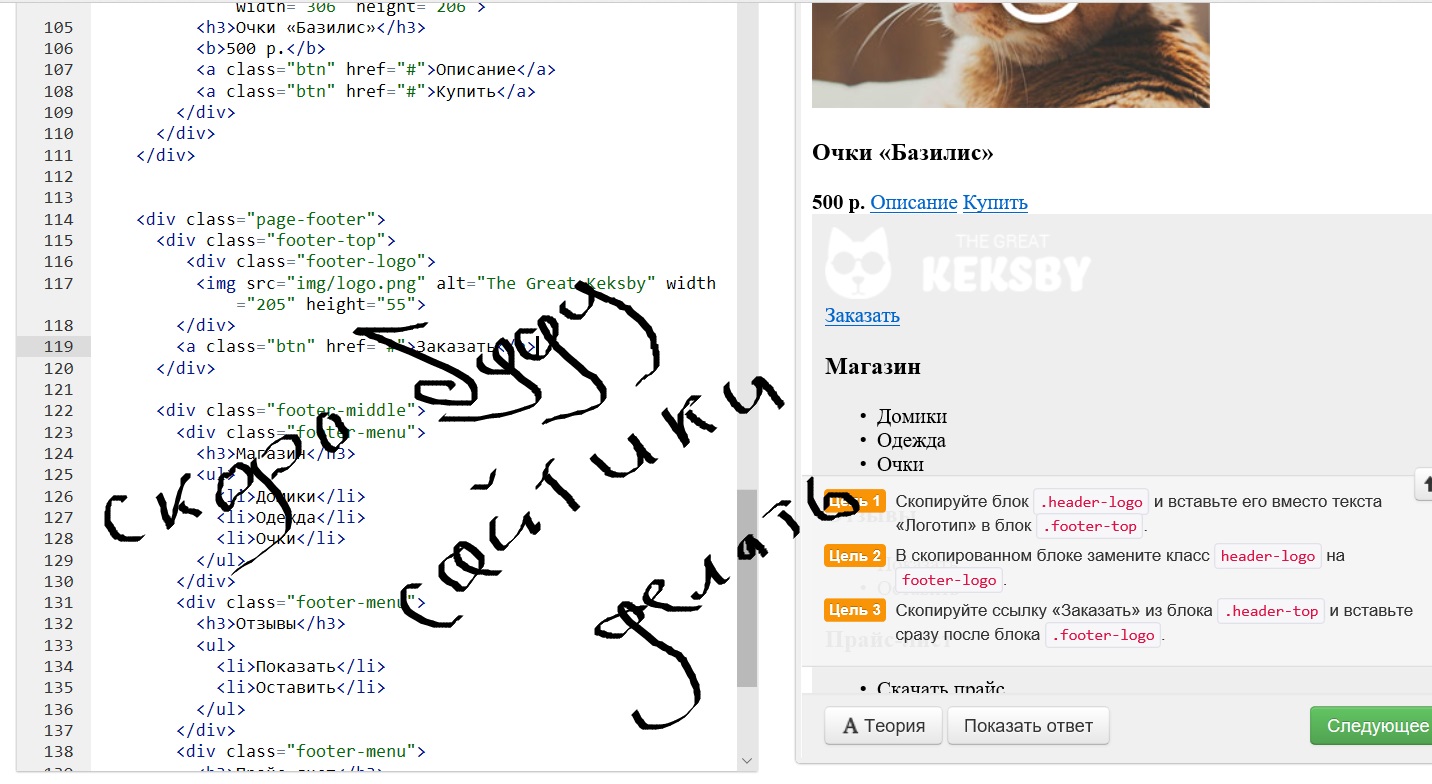 width="306" height="206">
105 <h3>Очки «Базилис»</h3>
106 <b>500 р.</b>
107 <a class="btn" href="#">Описание</a>
108 <a class="btn" href="#">Купить</a>
109 </div>
110 </div>
111 </div>
112
113
114 <div class="page-footer">
115 <div class="footer-top">
116 <div class="footer-logo">
117 <img src="img/logo.png" alt="The Great Keksby" width
="205" height="55">
118 </div>
119 <a class="btn" href="#">Заказать</a>
120 </div>
121
122 <div class="footer-middle">
123 <div class="footer-menu">
124 <h3>Магазин</h3>
125 <ul>
126 <li>Домики</li>
127 <li>Одежда</li>
128 <li>Очки</li>
129 </ul>
130 </div>
131 <div class="footer-menu">
132 <h3>Отзывы</h3>
133 <ul>
134 <li>Показать</li>
135 <li>Оставить</li>
136 </ul>
137 </div>
138 <div class="footer-menu">
139 <h3>Прайс-лист</h3>
скоро буду
сайтики
делать
Очки «Базилис»
500 р. Описание Купить
THE GREAT
KEKSBY
Заказать
Магазин
• Домики
• Одежда
• Очки
Цель 1 Скопируйте блок .header-logo и вставьте его вместо текста
«Логотип» в блок .footer-top.
Цель 2 В скопированном блоке замените класс header-logo на
footer-logo.
Цель 3 Скопируйте ссылку «Заказать» из блока .header-top и вставьте
сразу после блока .footer-logo.
Прайс-лист
• Скачать прайс
Теория
Показать ответ
Следующее